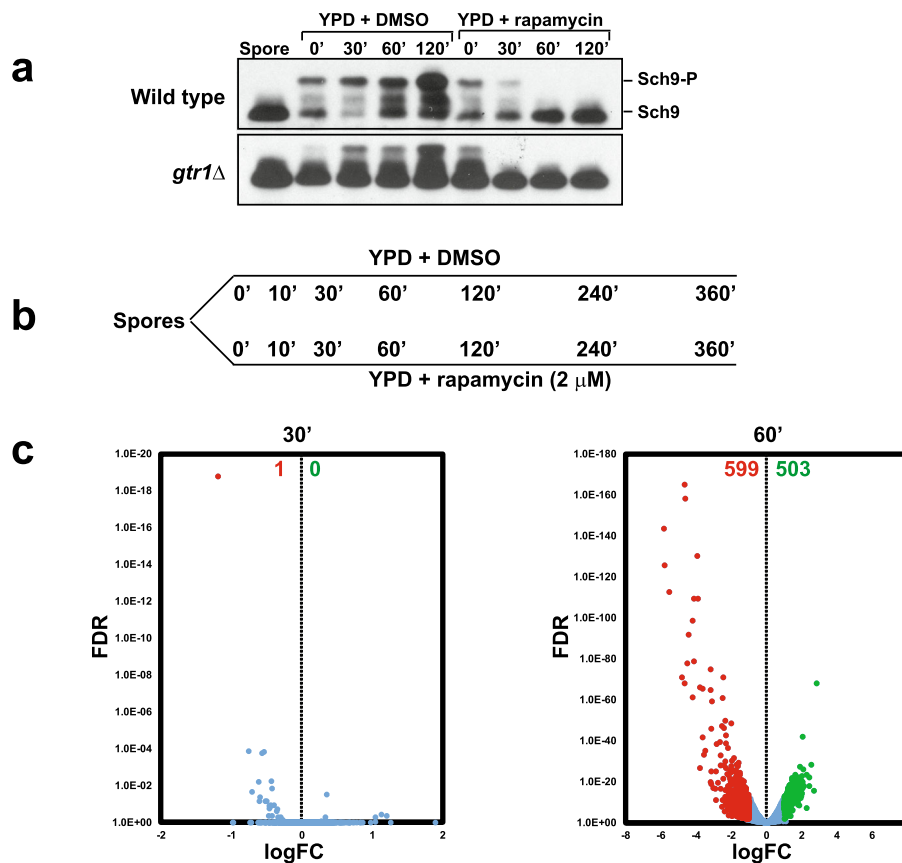 a
YPD + DMSO
YPD + rapamycin
Spore 0’ 30’ 60’ 120’ 0’ 30’ 60’ 120’
Wild type
Sch9-P
Sch9
gtr1Δ
b
YPD + DMSO
0’ 10’ 30’ 60’ 120’ 240’ 360’
Spores
0’ 10’ 30’ 60’ 120’ 240’ 360’
YPD + rapamycin (2 μM)
c
30’
1.0E-20
1.0E-18
1.0E-16
1.0E-14
1.0E-12
1.0E-10
1.0E-08
1.0E-06
1.0E-04
1.0E-02
1.0E+00
FDR
1 0
-2 -1 0 1 2
logFC
60’
1.0E-180
1.0E-160
1.0E-140
1.0E-120
1.0E-100
1.0E-80
1.0E-60
1.0E-40
1.0E-20
1.0E+00
FDR
599 503
-8 -6 -4 -2 0 2 4 6
logFC